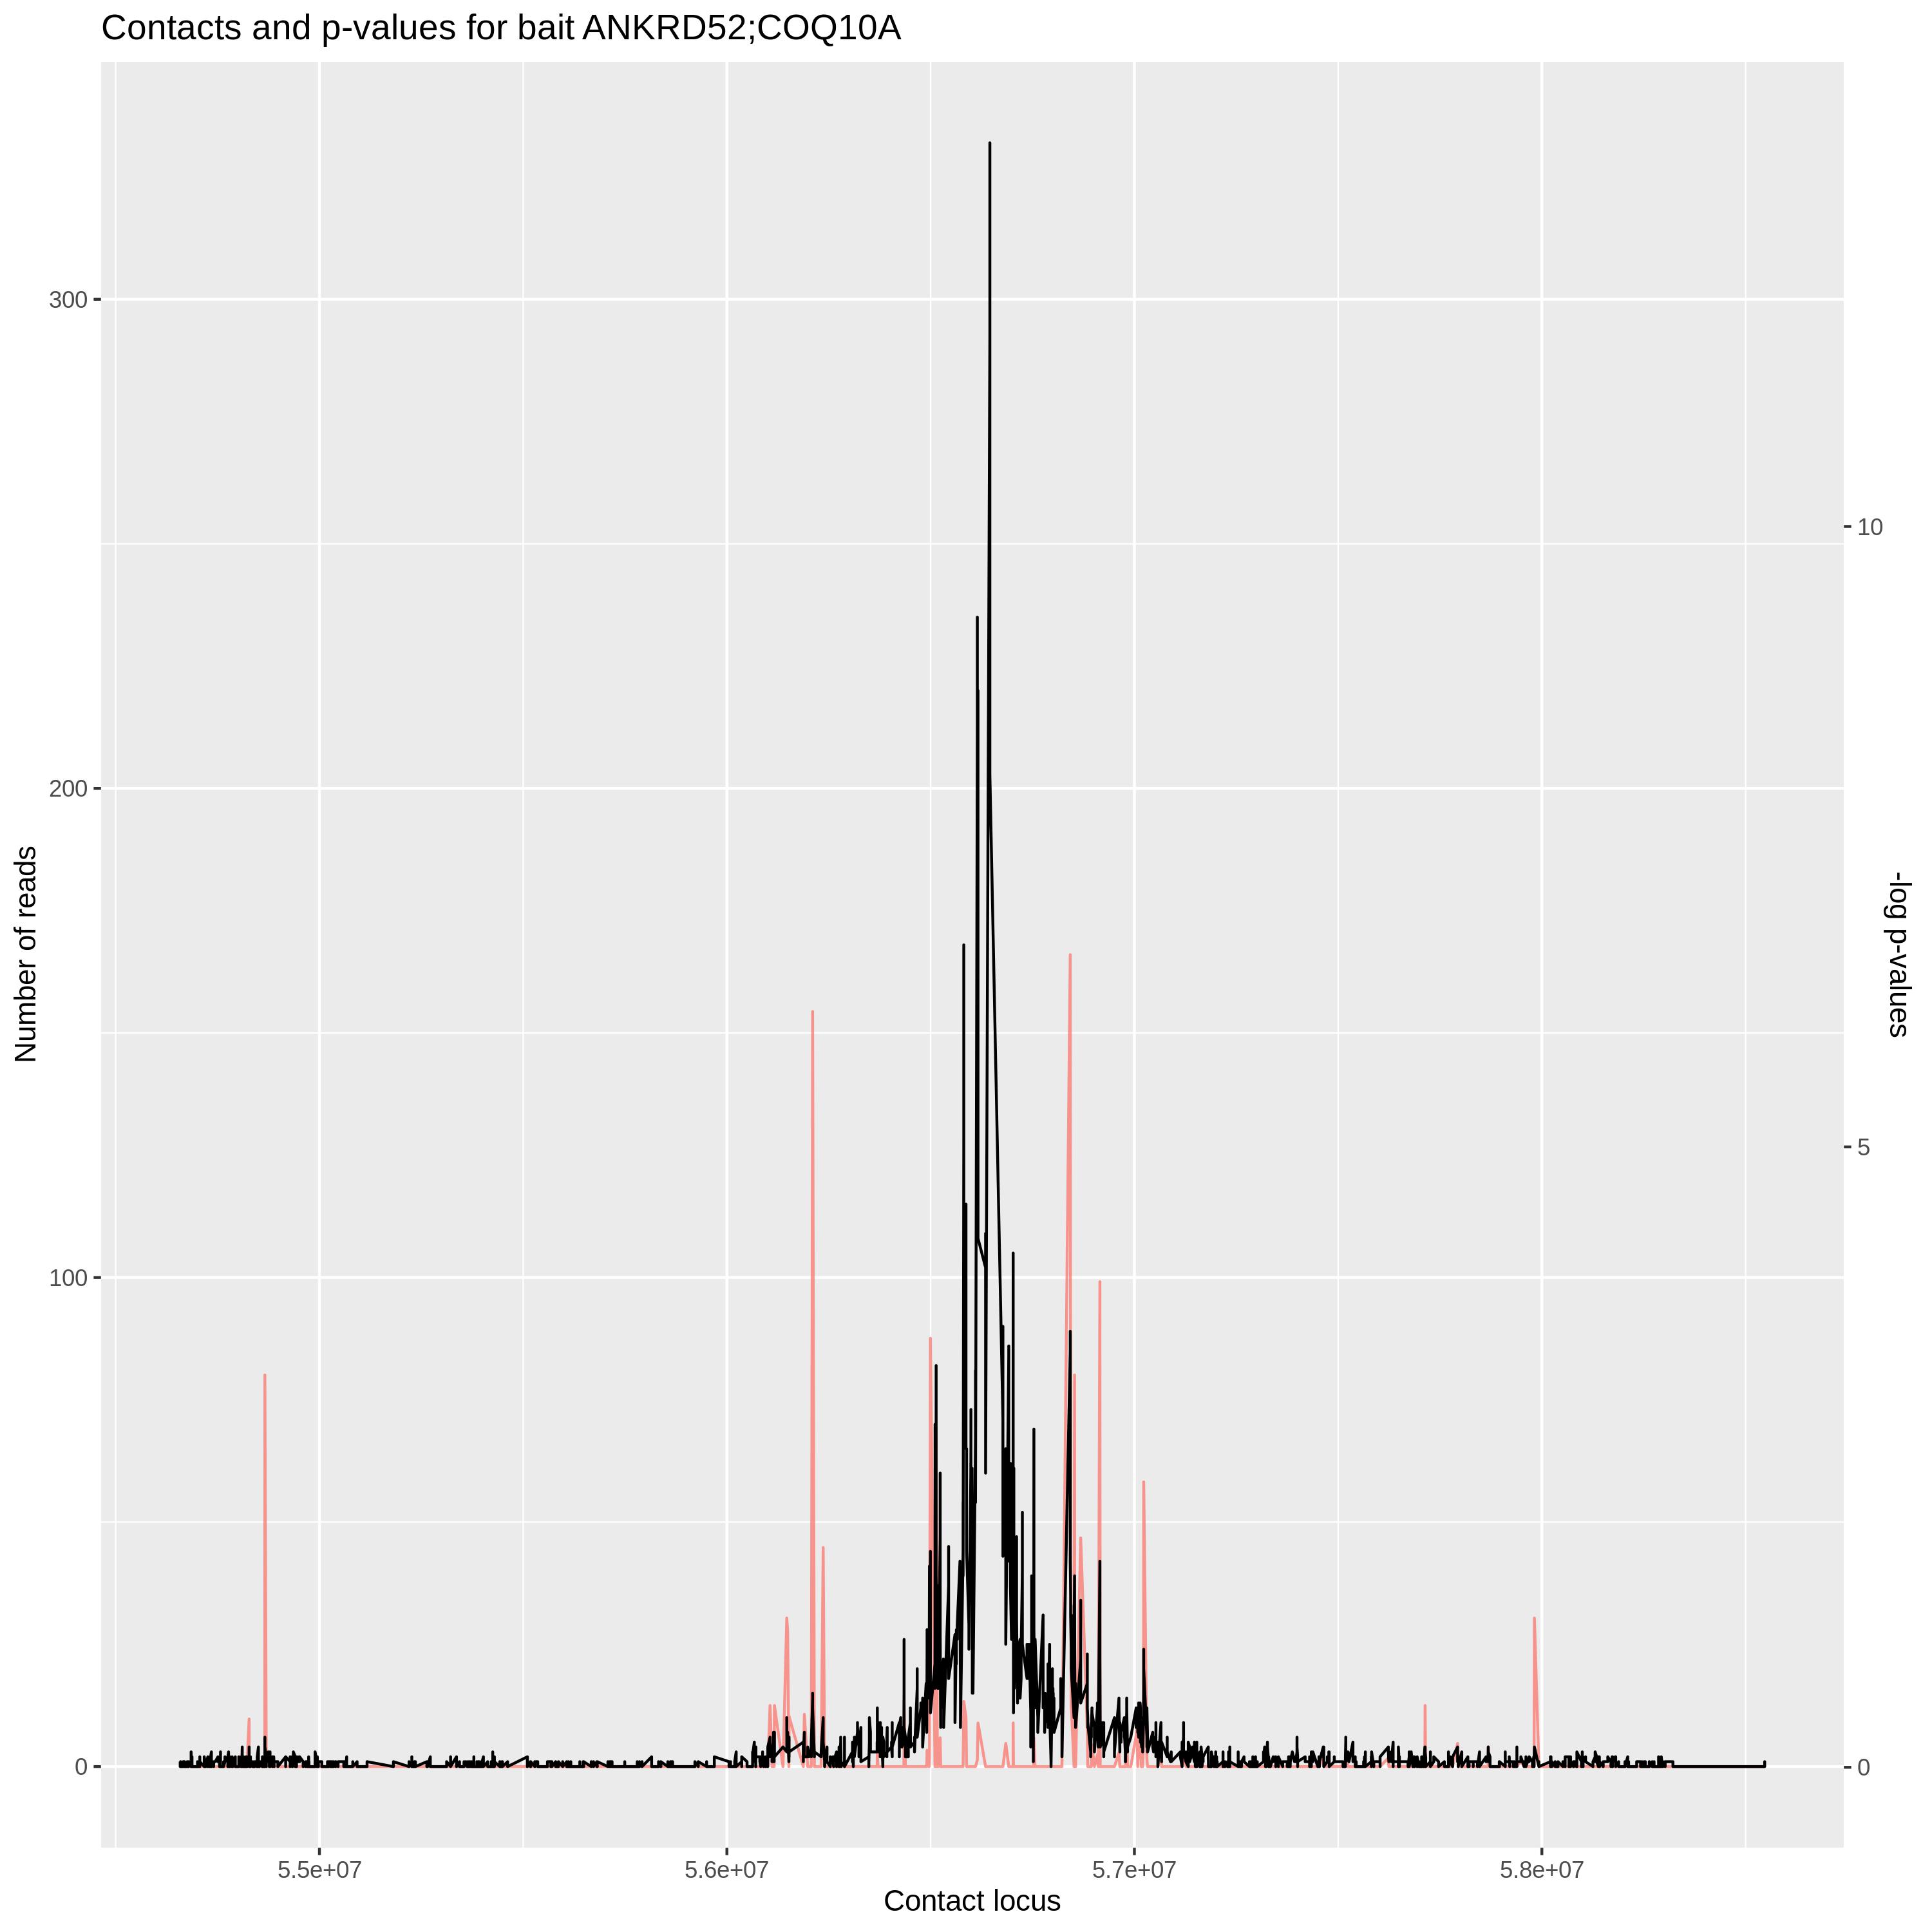 Contacts and p-values for bait ANKRD52;COQ10A
300
200
100
0
Number of reads
10
5
0
-log p-values
5.5e+07
5.6e+07
5.7e+07
5.8e+07
Contact locus